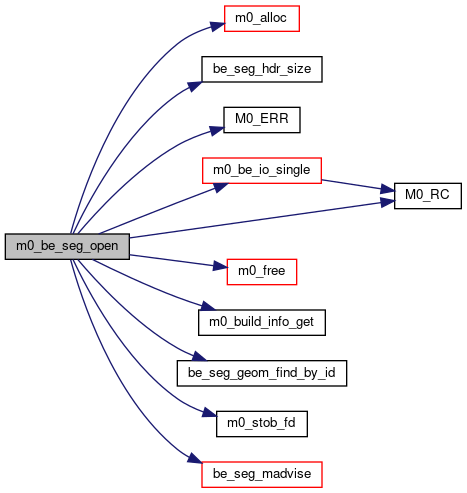 m0_alloc
be_seg_hdr_size
M0_ERR
m0_be_io_single
M0_RC
m0_be_seg_open
m0_free
m0_build_info_get
be_seg_geom_find_by_id
m0_stob_fd
be_seg_madvise